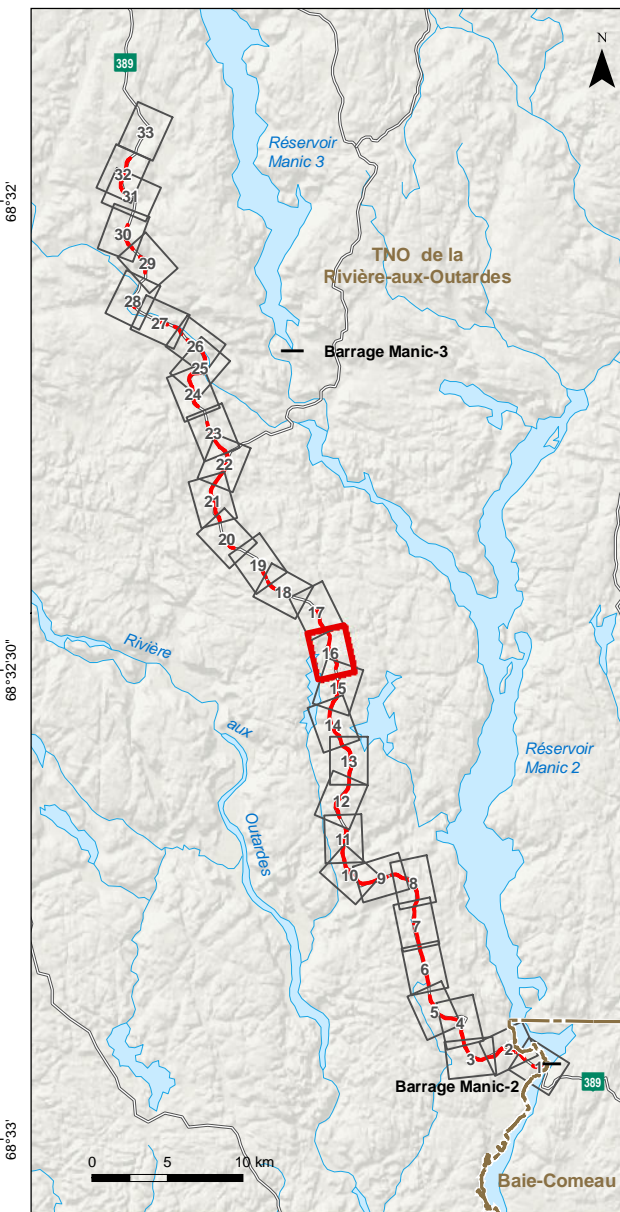 N
389
33
Réservoir
Manic 3
32
68°32'
31
30
TNO de la
Rivière-aux-Outardes
29
28
27
26
Barrage Manic-3
25
24
23
22
21
20
19
18
17
Rivière
16
68°32'30"
15
aux
14
Réservoir
Manic 2
13
12
Outardes
11
10
9
8
7
6
5
4
2
3
1
389
Barrage Manic-2
68°33'
0 5 10 km
Baie-Comeau